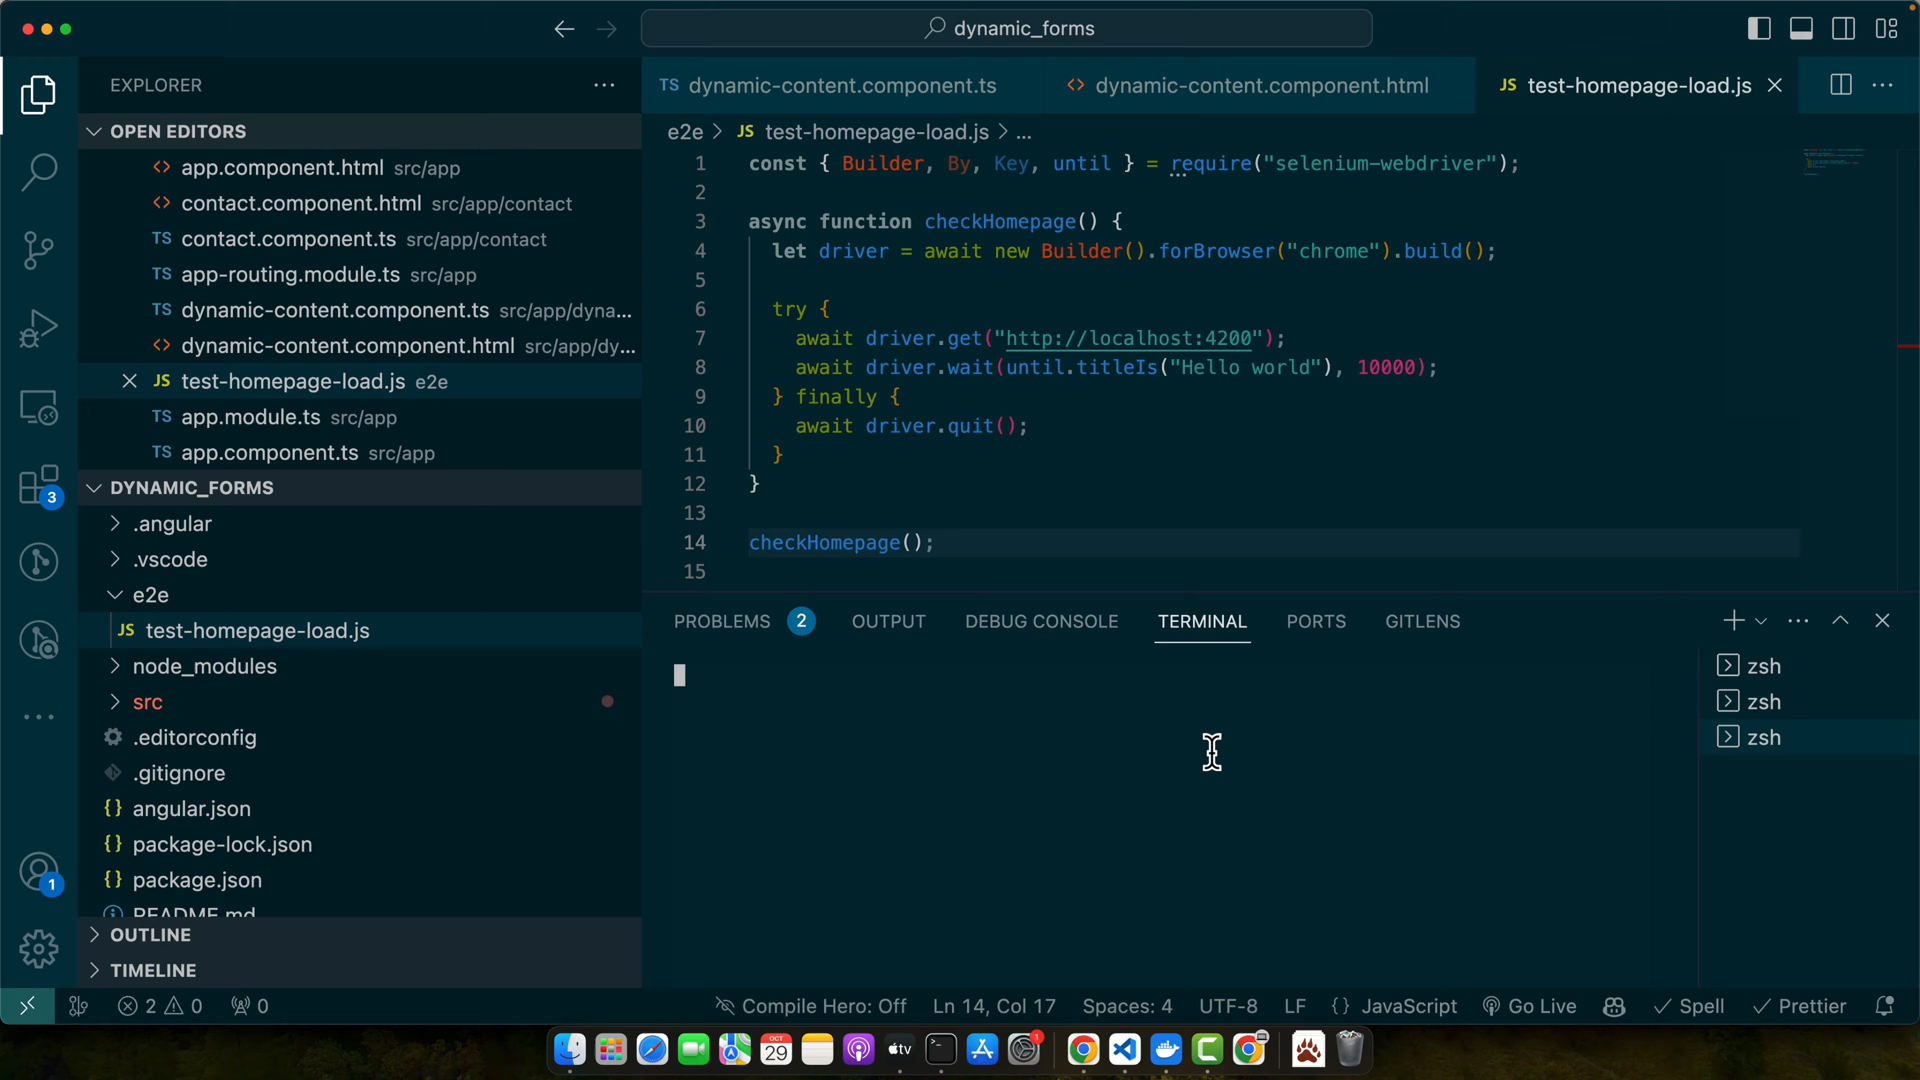 dynamic_forms
EXPLORER
OPEN EDITORS
app.component.html src/app
contact.component.html src/app/contact
TS contact.component.ts src/app/contact
TS app-routing.module.ts src/app
TS dynamic-content.component.ts src/app/dyna...
dynamic-content.component.html src/app/dy...
JS test-homepage-load.js e2e
TS app.module.ts src/app
TS app.component.ts src/app
DYNAMIC_FORMS
.angular
.vscode
e2e
JS test-homepage-load.js
node_modules
src
.editorconfig
.gitignore
{} angular.json
{} package-lock.json
{} package.json
README.md
OUTLINE
TIMELINE
3
1
TS dynamic-content.component.ts
<> dynamic-content.component.html
JS test-homepage-load.js
e2e > JS test-homepage-load.js > ...
1 const { Builder, By, Key, until } = require("selenium-webdriver");
2
3 async function checkHomepage() {
4 let driver = await new Builder().forBrowser("chrome").build();
5
6 try {
7 await driver.get("http://localhost:4200");
8 await driver.wait(until.titleIs("Hello world"), 10000);
9 } finally {
10 await driver.quit();
11 }
12 }
13
14 checkHomepage();
15
PROBLEMS 2 OUTPUT DEBUG CONSOLE TERMINAL PORTS GITLENS
zsh
zsh
zsh
2 0 0 Compile Hero: Off Ln 14, Col 17 Spaces: 4 UTF-8 LF {} JavaScript Go Live Spell Prettier
OCT
29
tv
1